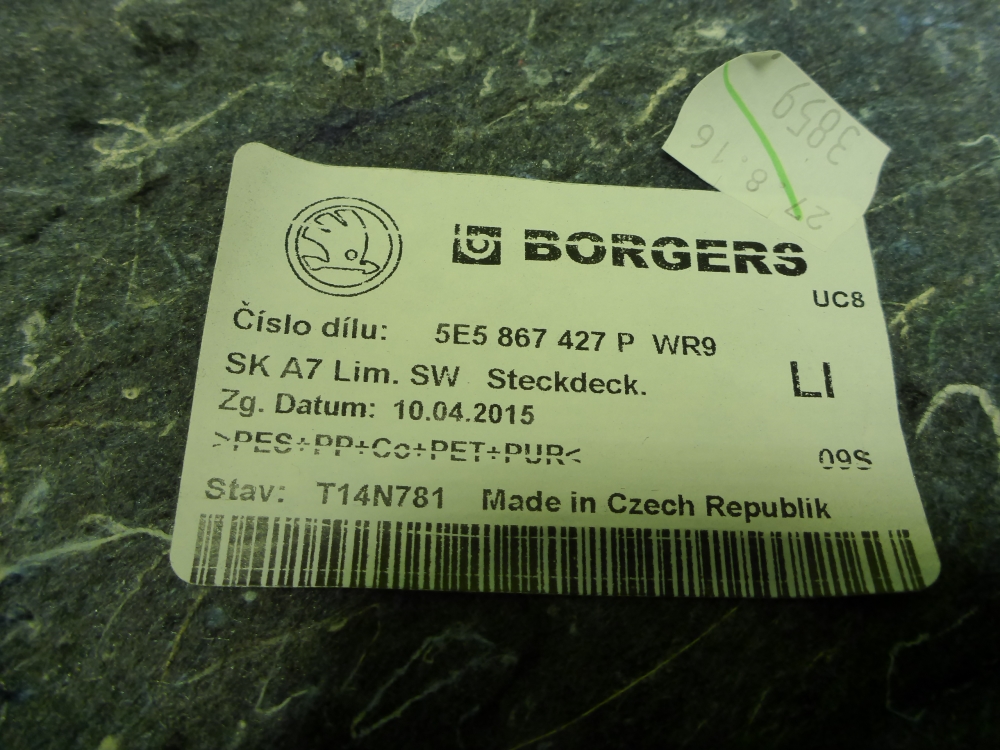 BORGERS
UC8
Číslo dílu: 5E5 867 427 P WR9
SK A7 Lim. SW Steckdeck.
LI
Zg. Datum: 10.04.2015
>PES+PP+Co+PET+PUR<
09S
Stav: T14N781 Made in Czech Republik
3859
27.8.16